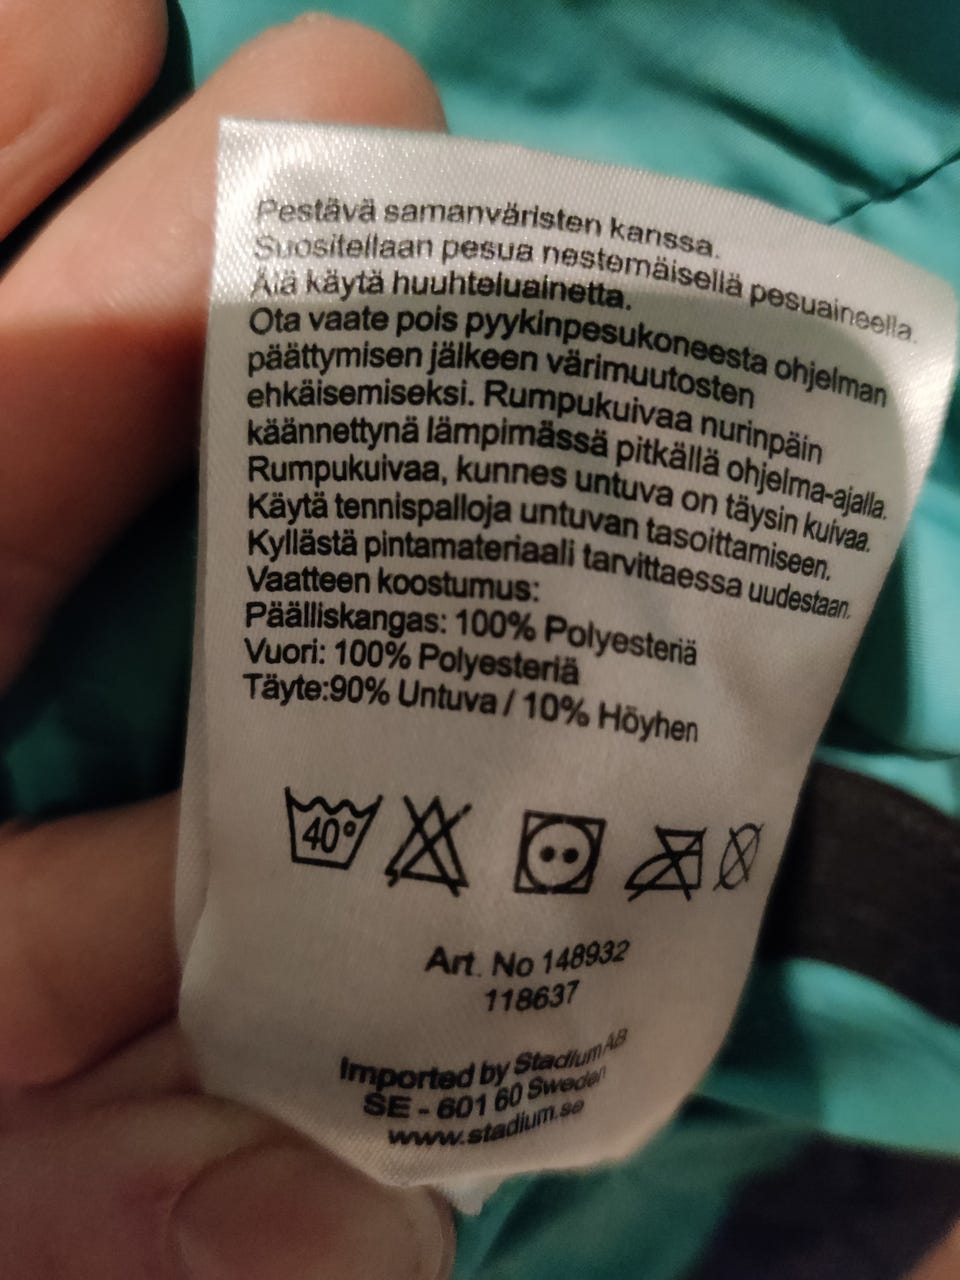 Pestävä samanväristen kanssa.
Suositellaan pesua nestemäisellä pesuaineella.
Älä käytä huuhteluainetta.
Ota vaate pois pyykinpesukoneesta ohjelman
päättymisen jälkeen värimuutosten
ehkäisemiseksi. Rumpukuivaa nurinpäin
käännettynä lämpimässä pitkällä ohjelma-ajalla.
Rumpukuivaa, kunnes untuva on täysin kuivaa.
Käytä tennispalloja untuvan tasoittamiseen.
Kyllästä pintamateriaali tarvittaessa uudestaan.
Vaatteen koostumus:
Päälliskangas: 100% Polyesteriä
Vuori: 100% Polyesteriä
Täyte:90% Untuva / 10% Höyhen
40°
Art. No 148932
118637
Imported by Stadium AB
SE - 601 60 Sweden
www.stadium.se